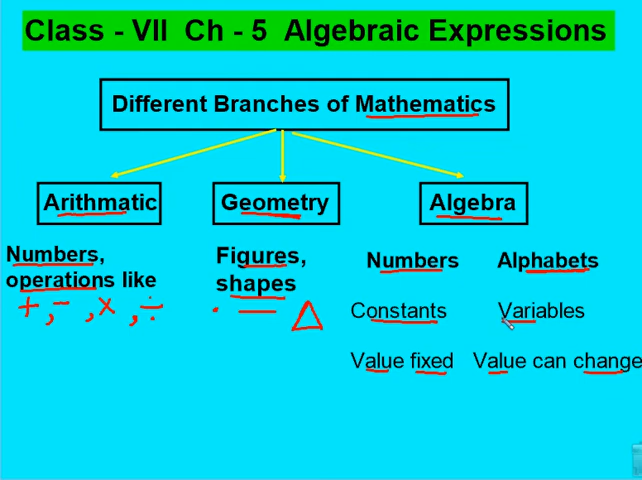 Class - VII Ch - 5 Algebraic Expressions
Different Branches of Mathematics
Arithmatic
Geometry
Algebra
Numbers,
operations like
+, -, x, ÷
Figures,
shapes
Numbers
Alphabets
Constants
Variables
Value fixed
Value can change